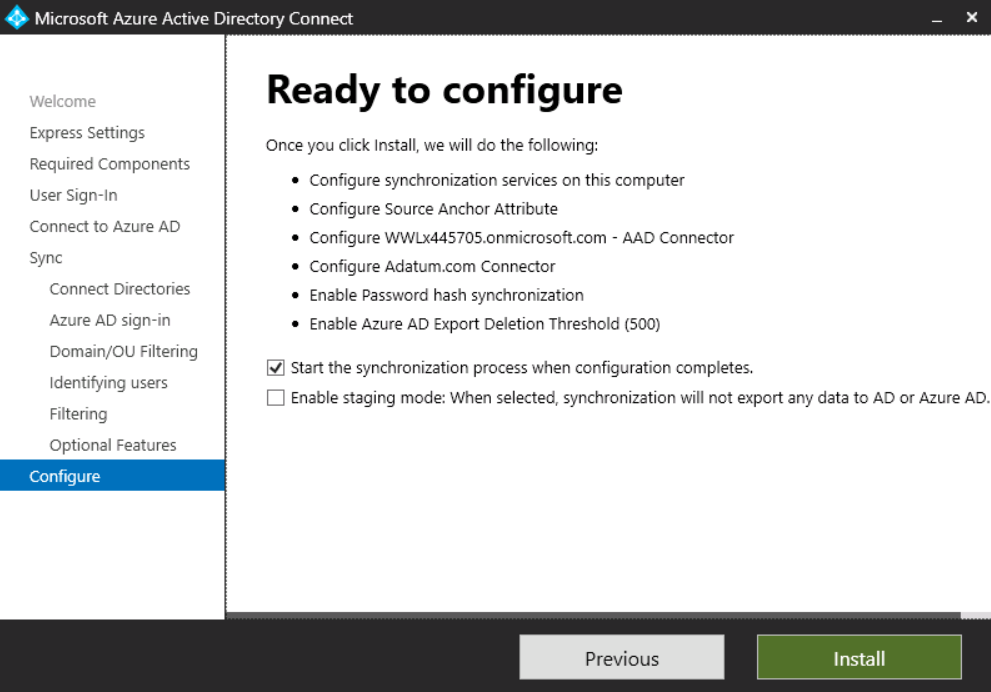 Microsoft Azure Active Directory Connect
Welcome
Express Settings
Required Components
User Sign-In
Connect to Azure AD
Sync
Connect Directories
Azure AD sign-in
Domain/OU Filtering
Identifying users
Filtering
Optional Features
Configure
Ready to configure
Once you click Install, we will do the following:
• Configure synchronization services on this computer
• Configure Source Anchor Attribute
• Configure WWLx445705.onmicrosoft.com - AAD Connector
• Configure Adatum.com Connector
• Enable Password hash synchronization
• Enable Azure AD Export Deletion Threshold (500)
Start the synchronization process when configuration completes.
Enable staging mode: When selected, synchronization will not export any data to AD or Azure AD.
Previous
Install